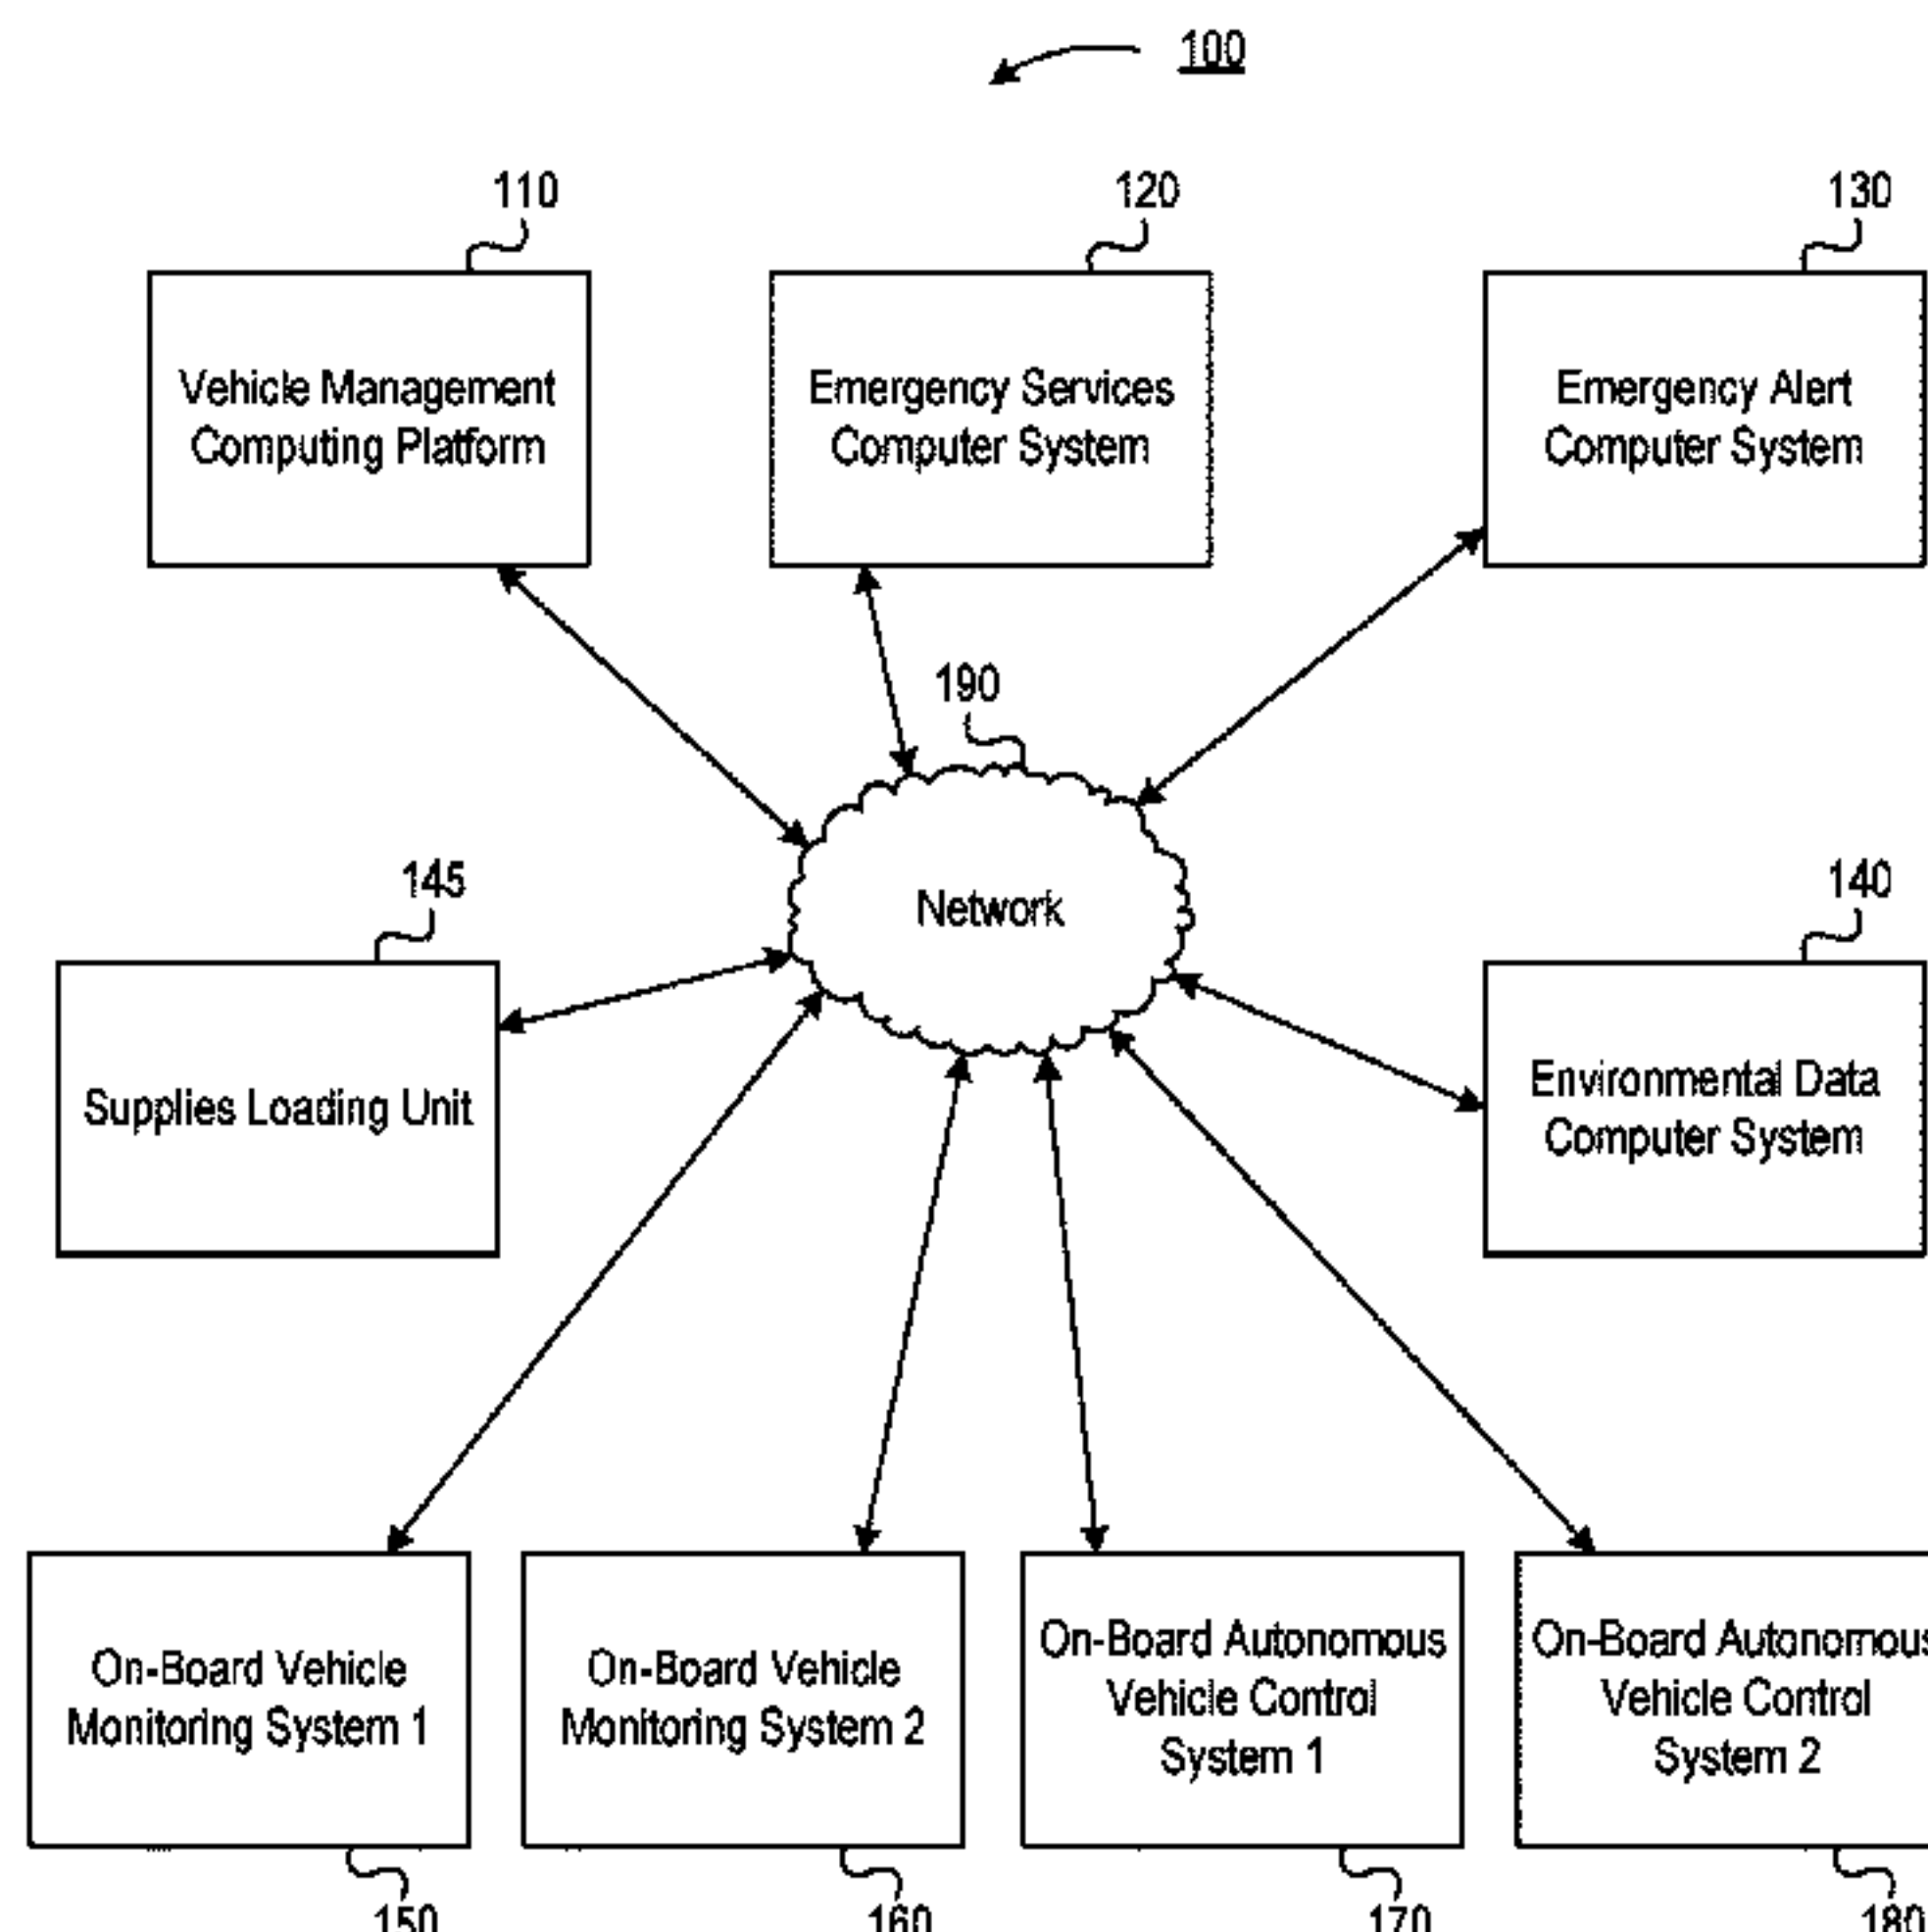 100
110
120
130
Vehicle Management
Computing Platform
Emergency Services
Computer System
Emergency Alert
Computer System
190
Network
145
140
Supplies Loading Unit
Environmental Data
Computer System
On-Board Vehicle
Monitoring System 1
On-Board Vehicle
Monitoring System 2
On-Board Autonomous
Vehicle Control
System 1
On-Board Autonomous
Vehicle Control
System 2
150
160
170
180